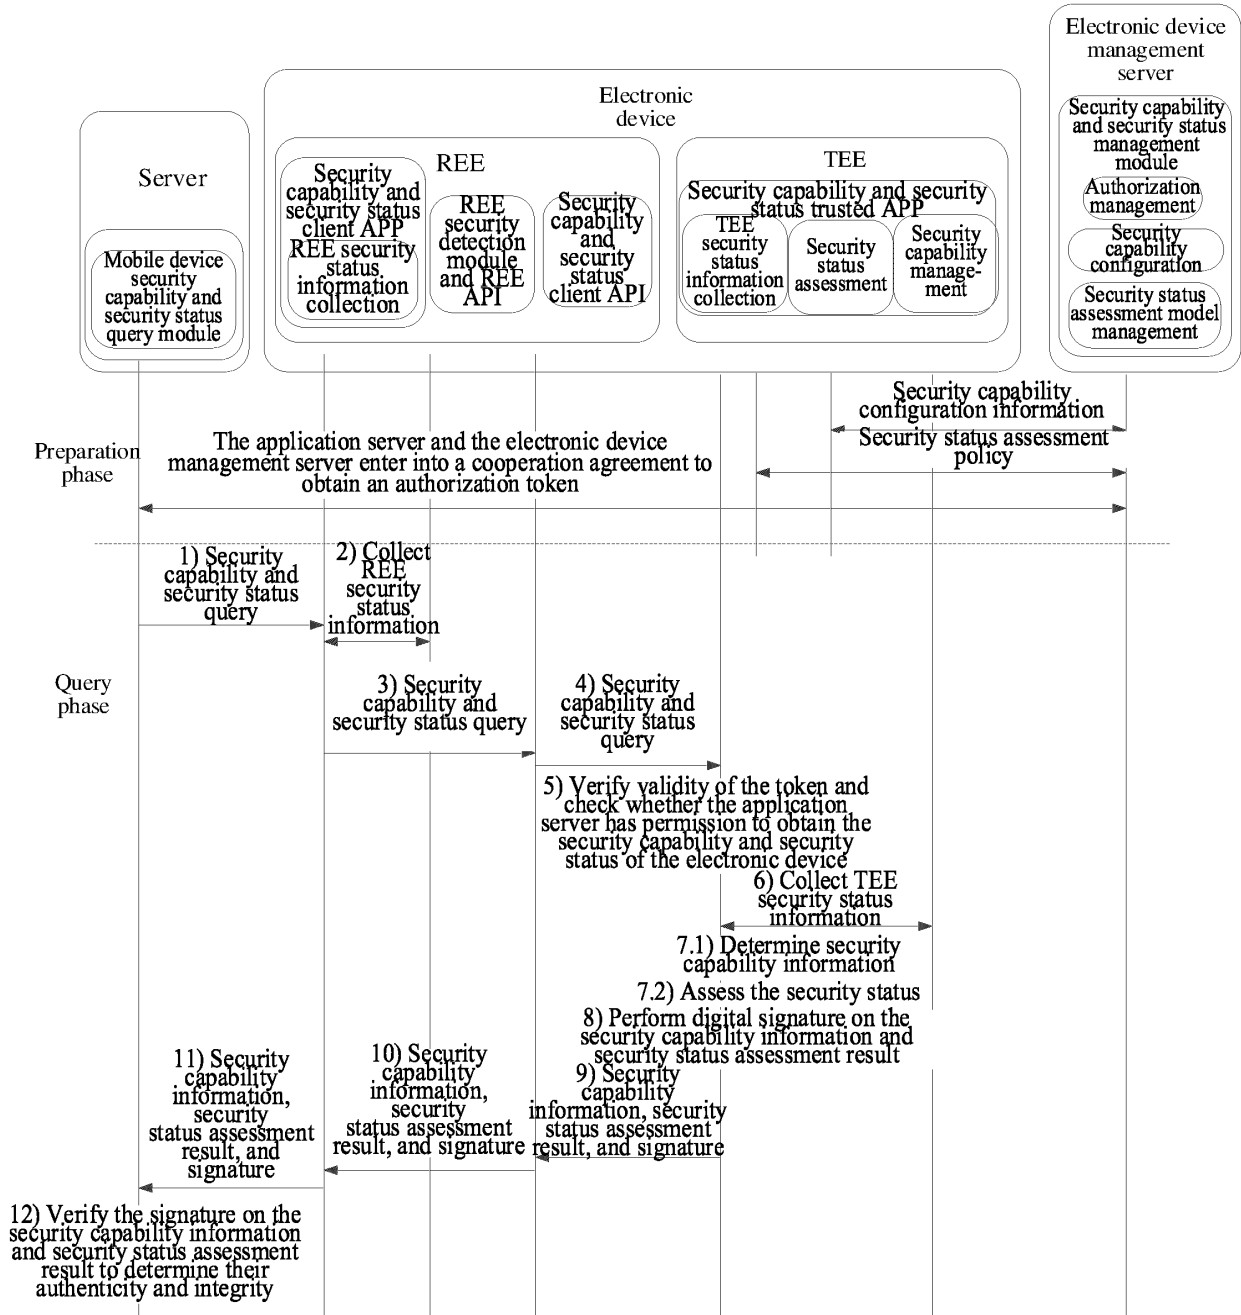 Electronic device
management
server
Security capability
and security status
management
module
Authorization
management
Security
capability
configuration
Security status
assessment model
management
Electronic
device
REE
Security
capability and
security status
client APP
REE security
status
information
collection
REE
security
detection
module
and REE
API
Security
capability
and
security
status
client API
TEE
Security capability and security
status trusted APP
TEE
security
status
information
collection
Security
status
assessment
Security
capability
manage-
ment
Server
Mobile device
security
capability and
security status
query module
Security capability
configuration information
Security status assessment
policy
Preparation
phase
The application server and the electronic device
management server enter into a cooperation agreement to
obtain an authorization token
1) Security
capability and
security status
query
2) Collect
REE
security
status
information
Query
phase
3) Security
capability and
security status query
4) Security
capability and
security status
query
5) Verify validity of the token and
check whether the application
server has permission to obtain the
security capability and security
status of the electronic device
6) Collect TEE
security status
information
7.1) Determine security
capability information
7.2) Assess the security status
8) Perform digital signature on the
security capability information and
security status assessment result
9) Security
capability
information, security
status assessment
result, and signature
10) Security
capability
information,
security
status assessment
result, and signature
11) Security
capability
information,
security
status assessment
result, and
signature
12) Verify the signature on the
security capability information
and security status assessment
result to determine their
authenticity and integrity